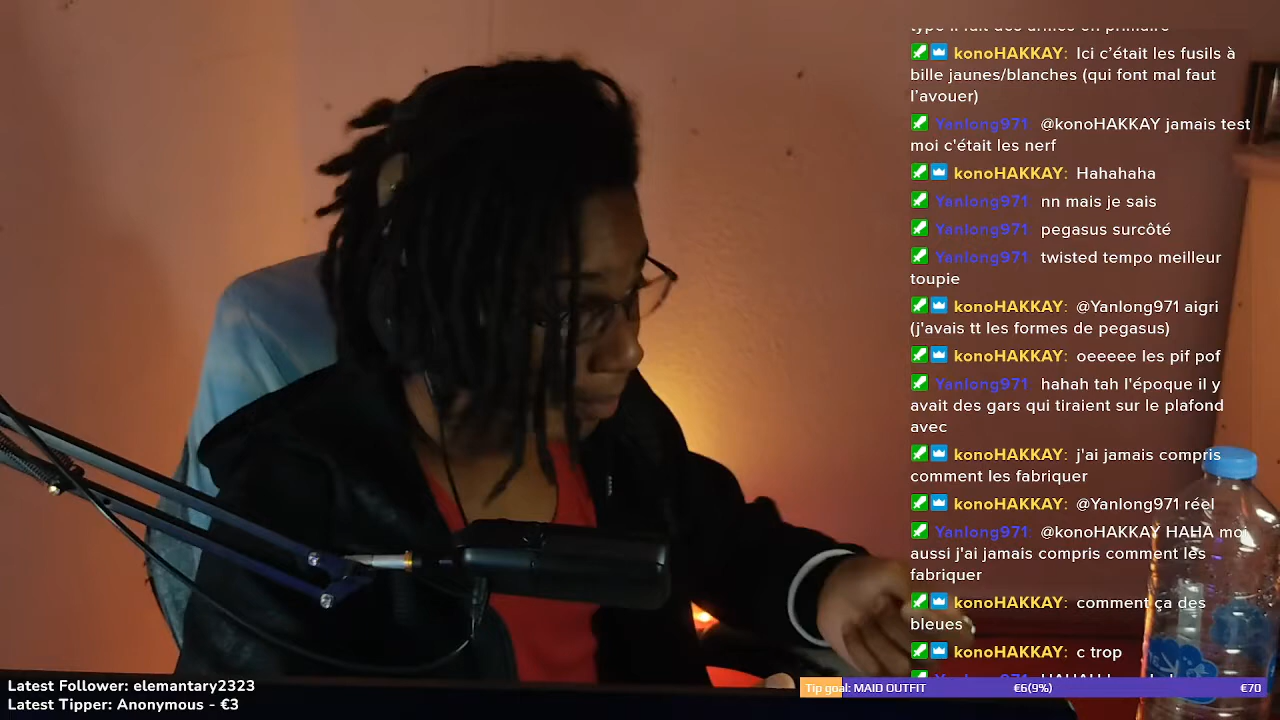 konoHAKKAY: Ici c'était les fusils à
bille jaunes/blanches (qui font mal faut
l'avouer)
Yanlong971: @konoHAKKAY jamais test
moi c'était les nerf
konoHAKKAY: Hahahaha
Yanlong971: nn mais je sais
Yanlong971: pegasus surcôté
Yanlong971: twisted tempo meilleur
toupie
konoHAKKAY: @Yanlong971 aigri
(j'avais tt les formes de pegasus)
konoHAKKAY: oeeeee les pif pof
Yanlong971: hahah tah l'époque il y
avait des gars qui tiraient sur le plafond
avec
konoHAKKAY: j'ai jamais compris
comment les fabriquer
konoHAKKAY: @Yanlong971 réel
Yanlong971: @konoHAKKAY HAHA moi
aussi j'ai jamais compris comment les
fabriquer
konoHAKKAY: comment ça des
bleues
konoHAKKAY: c trop
Latest Follower: elemantary2323
Latest Tipper: Anonymous - €3
Tip goal: MAID OUTFIT €6(9%) €70